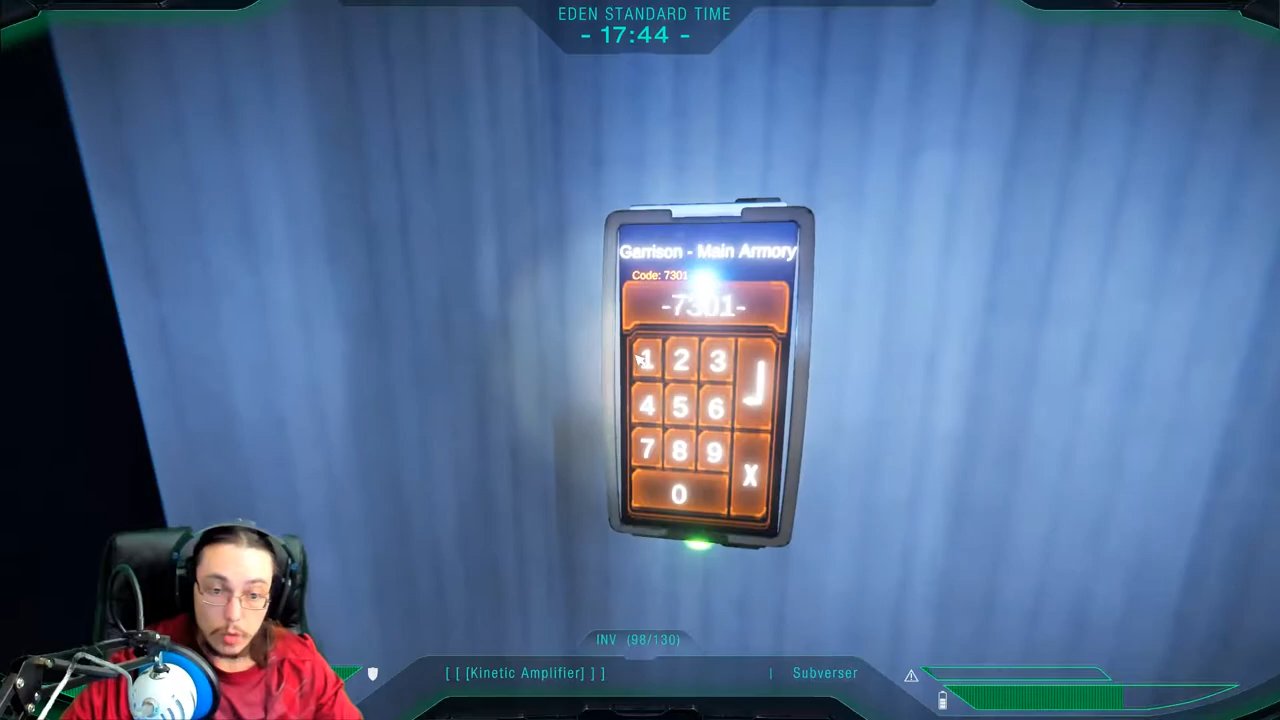 EDEN STANDARD TIME
- 17:44 -
Garrison - Main Armory
Code: 7301
-7301-
1 2 3
4 5 6
7 8 9 X
0
INV (98/130)
[ [ [Kinetic Amplifier] ] ] | Subverser